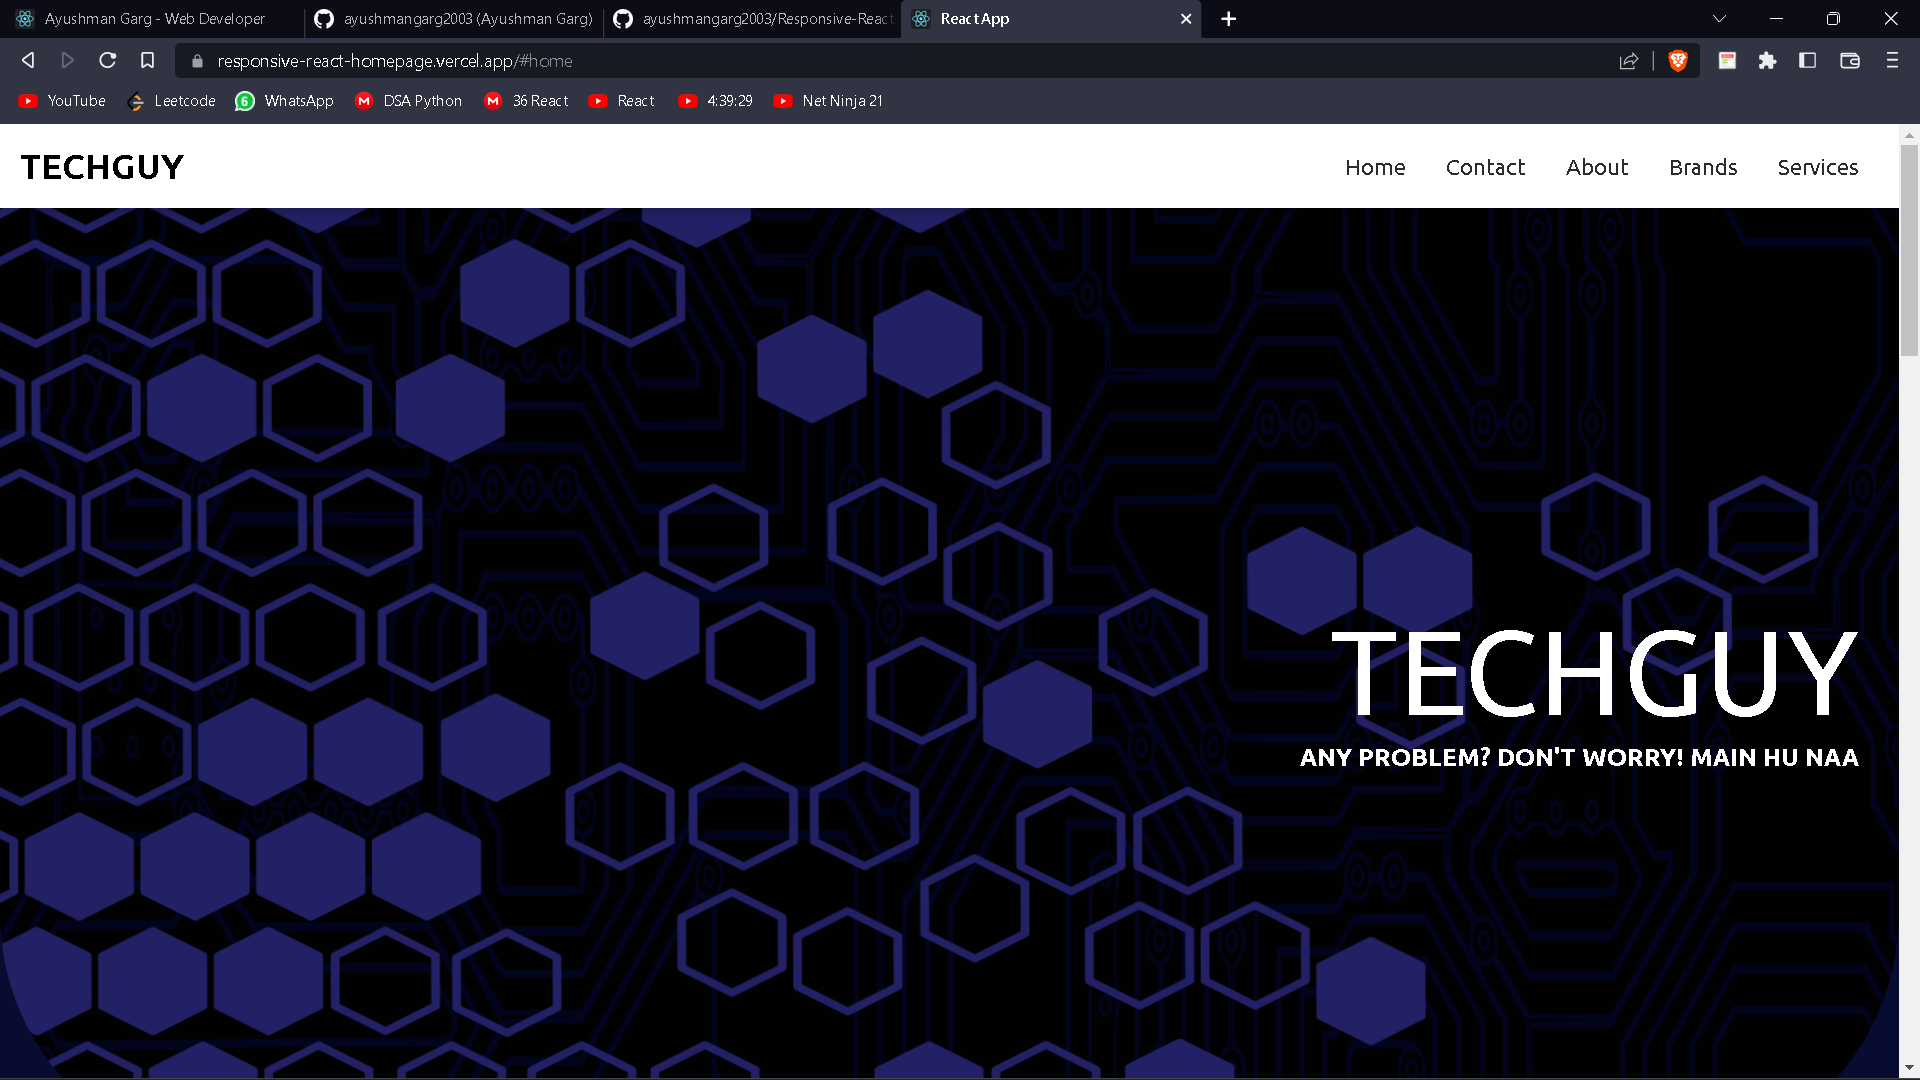 Ayushman Garg - Web Developer
ayushmangarg2003 (Ayushman Garg)
ayushmangarg2003/Responsive-React
React App
responsive-react-homepage.vercel.app/#home
YouTube
Leetcode
6
WhatsApp
M
DSA Python
M
36 React
React
4:39:29
Net Ninja 21
TECHGUY
Home
Contact
About
Brands
Services
TECHGUY
ANY PROBLEM? DON'T WORRY! MAIN HU NAA